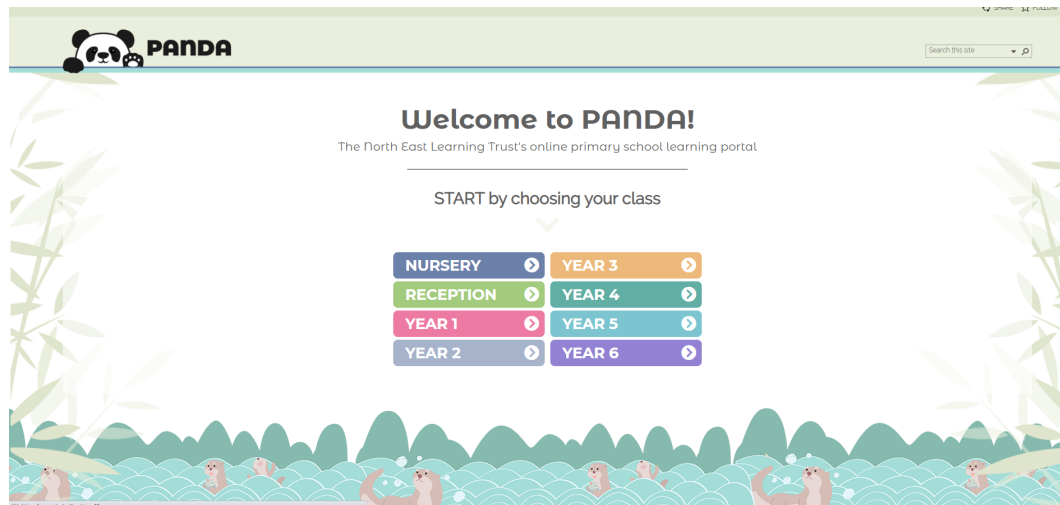 SHARE FOLLOW
PANDA
Search this site
Welcome to PANDA!
The North East Learning Trust's online primary school learning portal
START by choosing your class
NURSERY
YEAR 3
RECEPTION
YEAR 4
YEAR 1
YEAR 5
YEAR 2
YEAR 6